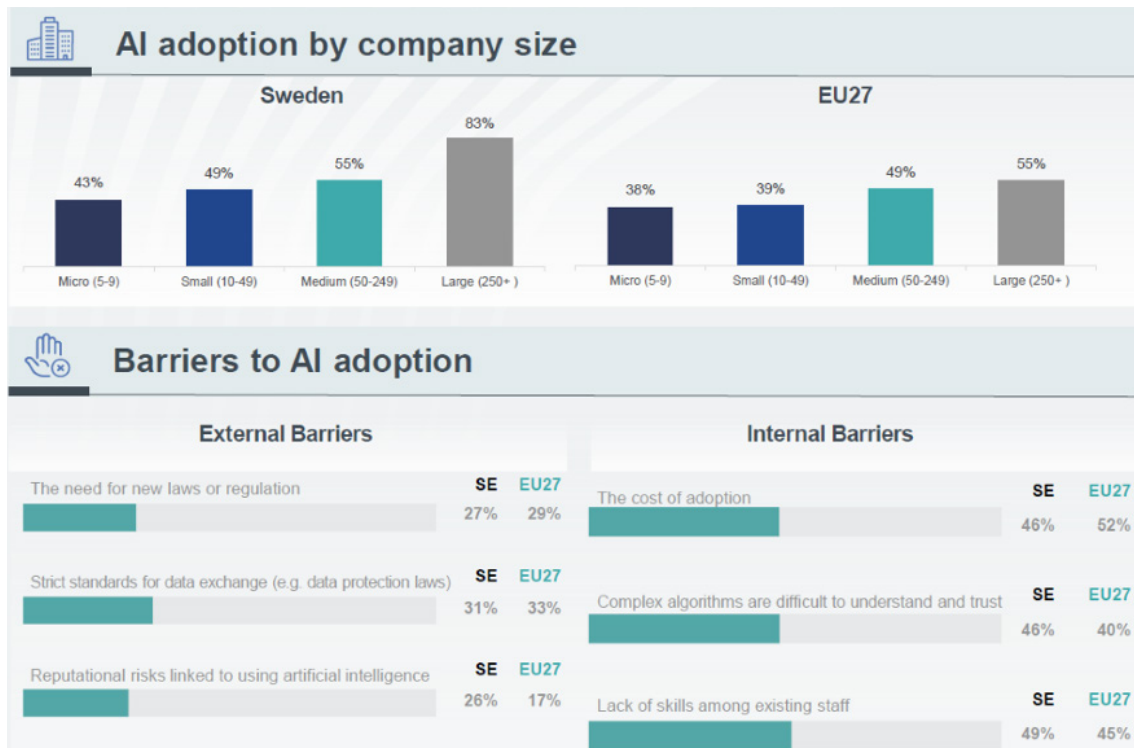 AI adoption by company size
Sweden
83%
55%
49%
43%
Micro (5-9) Small (10-49) Medium (50-249) Large (250+ )
EU27
55%
49%
38% 39%
Micro (5-9) Small (10-49) Medium (50-249) Large (250+ )
Barriers to AI adoption
External Barriers
The need for new laws or regulation SE EU27
27% 29%
Strict standards for data exchange (e.g. data protection laws) SE EU27
31% 33%
Reputational risks linked to using artificial intelligence SE EU27
26% 17%
Internal Barriers
The cost of adoption SE EU27
46% 52%
Complex algorithms are difficult to understand and trust SE EU27
46% 40%
Lack of skills among existing staff SE EU27
49% 45%